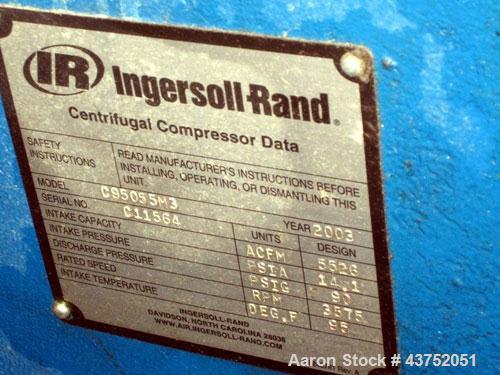 IR Ingersoll-Rand®
Centrifugal Compressor Data
SAFETY INSTRUCTIONS READ MANUFACTURER'S INSTRUCTIONS BEFORE
INSTALLING, OPERATING, OR DISMANTLING THIS
UNIT.
MODEL C95055M3
SERIAL NO. C11564 YEAR 2003
UNITS DESIGN
INTAKE CAPACITY ACFM 5526
INTAKE PRESSURE PSIA 14.1
DISCHARGE PRESSURE PSIG 90
RATED SPEED RPM 3575
INTAKE TEMPERATURE DEG.F 95
INGERSOLL-RAND
DAVIDSON, NORTH CAROLINA 28036
WWW.AIR.INGERSOLL-RAND.COM
Aaron Stock # 43752051